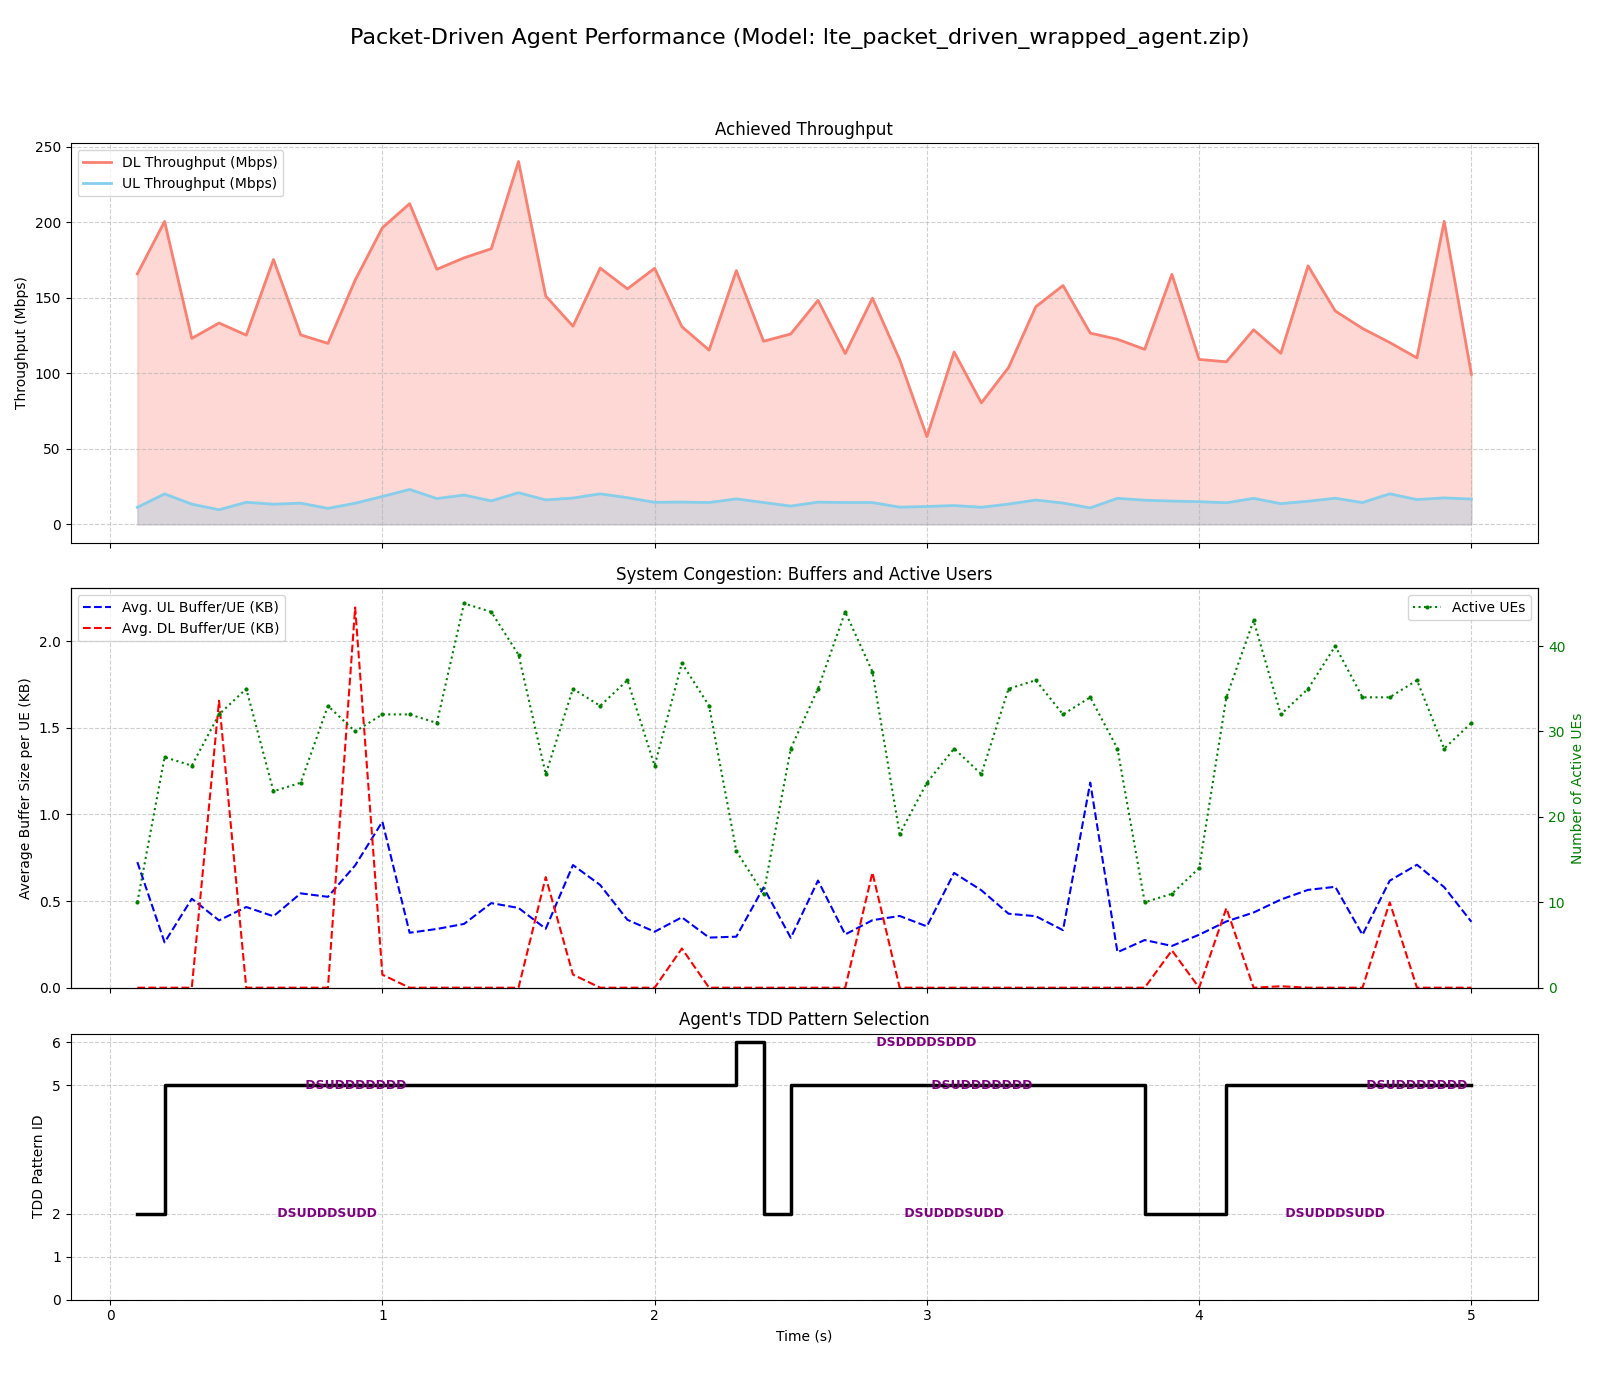 Packet-Driven Agent Performance (Model: lte_packet_driven_wrapped_agent.zip)
Achieved Throughput
DL Throughput (Mbps)
UL Throughput (Mbps)
Throughput (Mbps)
250
200
150
100
50
0
System Congestion: Buffers and Active Users
Avg. UL Buffer/UE (KB)
Avg. DL Buffer/UE (KB)
Active UEs
Average Buffer Size per UE (KB)
2.0
1.5
1.0
0.5
0.0
40
30
20
10
0
Number of Active UEs
Agent's TDD Pattern Selection
TDD Pattern ID
6
5
2
1
0
DSDDDDSDDD
DSUDDDDDDD
DSUDDDDDDD
DSUDDDDDDD
DSUDDDSUDD
DSUDDDSUDD
DSUDDDSUDD
0 1 2 3 4 5
Time (s)